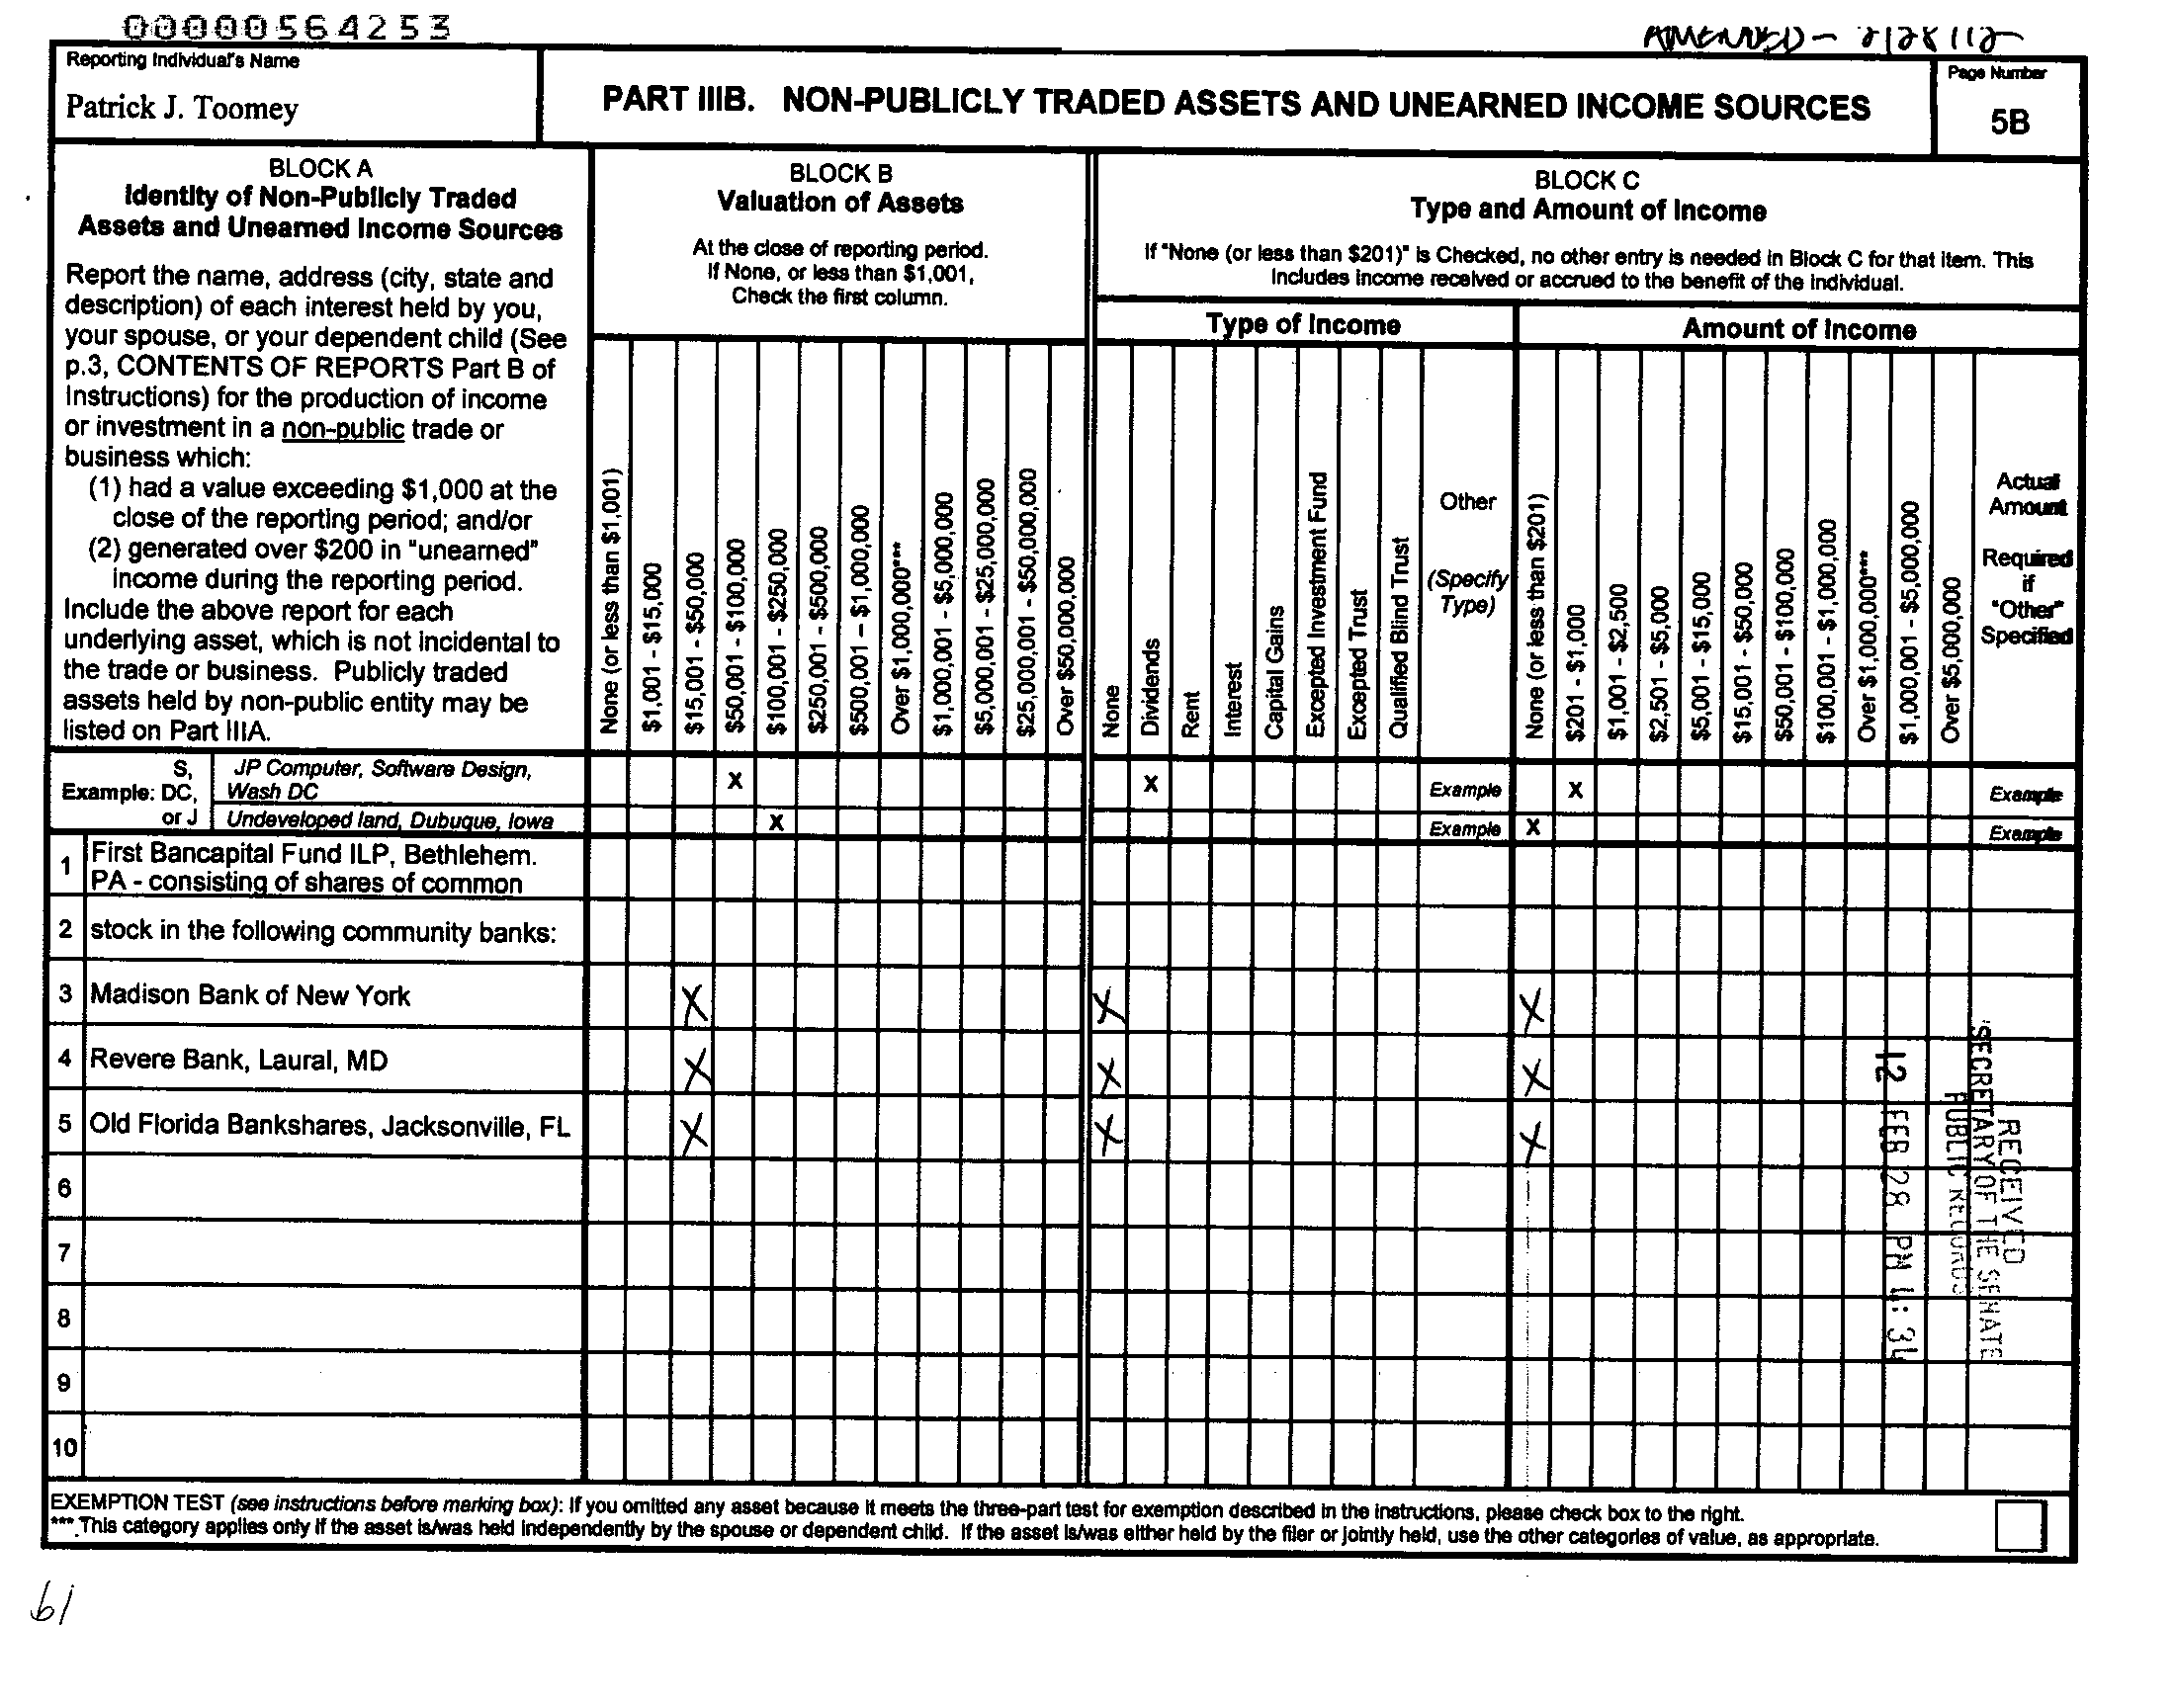 00000564253
AMENDED - 2/28/12
Reporting Individual's Name
Patrick J. Toomey
PART IIIB. NON-PUBLICLY TRADED ASSETS AND UNEARNED INCOME SOURCES
Page Number
5B
BLOCK A
Identity of Non-Publicly Traded
Assets and Unearned Income Sources
Report the name, address (city, state and
description) of each interest held by you,
your spouse, or your dependent child (See
p.3, CONTENTS OF REPORTS Part B of
Instructions) for the production of income
or investment in a non-public trade or
business which:
(1) had a value exceeding $1,000 at the
close of the reporting period; and/or
(2) generated over $200 in "unearned"
income during the reporting period.
Include the above report for each
underlying asset, which is not incidental to
the trade or business. Publicly traded
assets held by non-public entity may be
listed on Part IIIA.
BLOCK B
Valuation of Assets
At the close of reporting period.
If None, or less than $1,001,
Check the first column.
None (or less than $1,001)
$1,001 - $15,000
$15,001 - $50,000
$50,001 - $100,000
$100,001 - $250,000
$250,001 - $500,000
$500,001 – $1,000,000
Over $1,000,000***
$1,000,001 - $5,000,000
$5,000,001 - $25,000,000
$25,000,001 - $50,000,000
Over $50,000,000
BLOCK C
Type and Amount of Income
If "None (or less than $201)" is Checked, no other entry is needed in Block C for that item. This
Includes income received or accrued to the benefit of the individual.
Type of Income
None
Dividends
Rent
Interest
Capital Gains
Excepted Investment Fund
Excepted Trust
Qualified Blind Trust
Other
(Specify
Type)
Amount of Income
None (or less than $201)
$201 - $1,000
$1,001 - $2,500
$2,501 - $5,000
$5,001 - $15,000
$15,001 - $50,000
$50,001 - $100,000
$100,001 - $1,000,000
Over $1,000,000***
$1,000,001 - $5,000,000
Over $5,000,000
Actual
Amount
Required
if
"Other"
Specified
S,
Example: DC,
or J
JP Computer, Software Design,
Wash DC
X X Example X Example
Undeveloped land, Dubuque, Iowa X Example X Example
1 First Bancapital Fund ILP, Bethlehem.
PA - consisting of shares of common
2 stock in the following community banks:
3 Madison Bank of New York X X X
4 Revere Bank, Laural, MD X X X
5 Old Florida Bankshares, Jacksonville, FL X X X
6
7
8
9
10
RECEIVED
SECRETARY OF THE SENATE
PUBLIC RECORDS
12 FEB 28 PM 4: 34
EXEMPTION TEST (see instructions before marking box): If you omitted any asset because it meets the three-part test for exemption described in the instructions, please check box to the right.
*** This category applies only if the asset is/was held independently by the spouse or dependent child. If the asset is/was either held by the filer or jointly held, use the other categories of value, as appropriate.
61